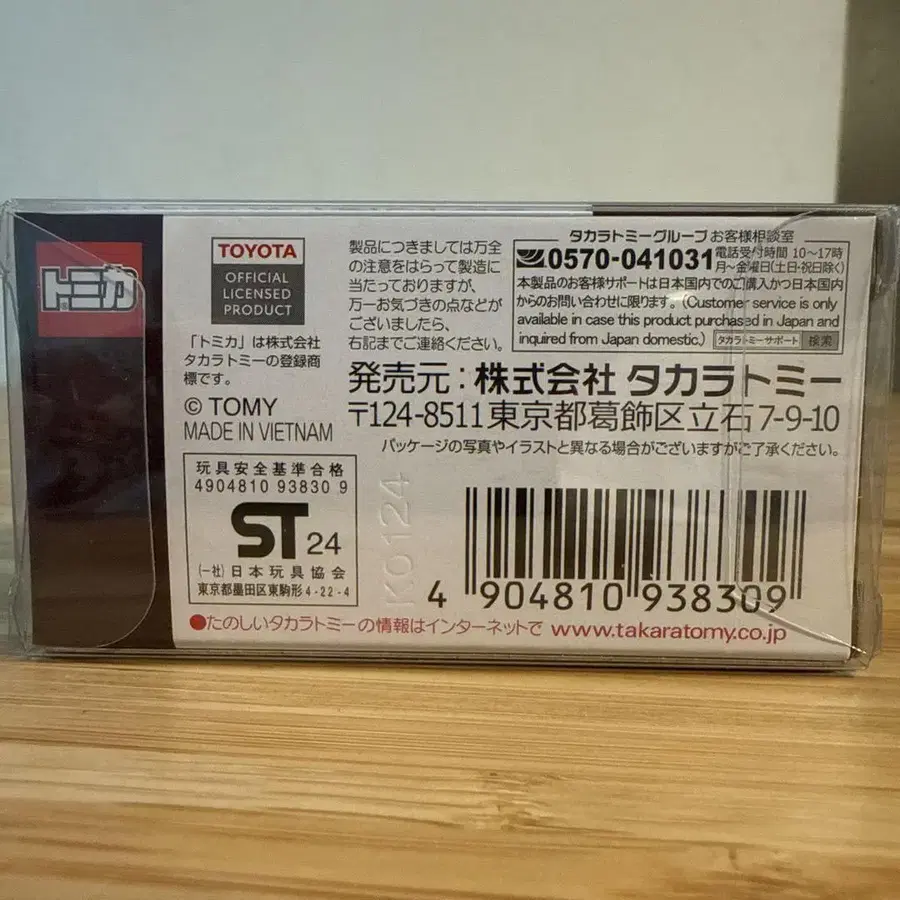 トミカ
TOYOTA
OFFICIAL
LICENSED
PRODUCT
「トミカ」は株式会社
タカラトミーの登録商
標です。
© TOMY
MADE IN VIETNAM
製品につきましては万全
の注意をはらって製造に
当たっておりますが、
万一お気づきの点などが
ございましたら、
右記までご連絡ください。
タカラトミーグループお客様相談室
0570-041031
電話受付時間 10〜17時
月〜金曜日(土日・祝日除く)
本製品のお客様サポートは日本国内でのご購入かつ日本国内
からのお問い合わせに限ります。(Customer service is only
available in case this product purchased in Japan and
inquired from Japan domestic.)
タカラトミーサポート 検索
発売元：株式会社 タカラトミー
〒124-8511 東京都葛飾区立石7-9-10
パッケージの写真やイラストと異なる場合がございますがご了承ください。
玩具安全基準合格
4904810 93830 9
ST 24
(一社)日本玩具協会
東京都墨田区東駒形4-22-4
K0124
4 904810 938309
●たのしいタカラトミーの情報はインターネットで www.takaratomy.co.jp